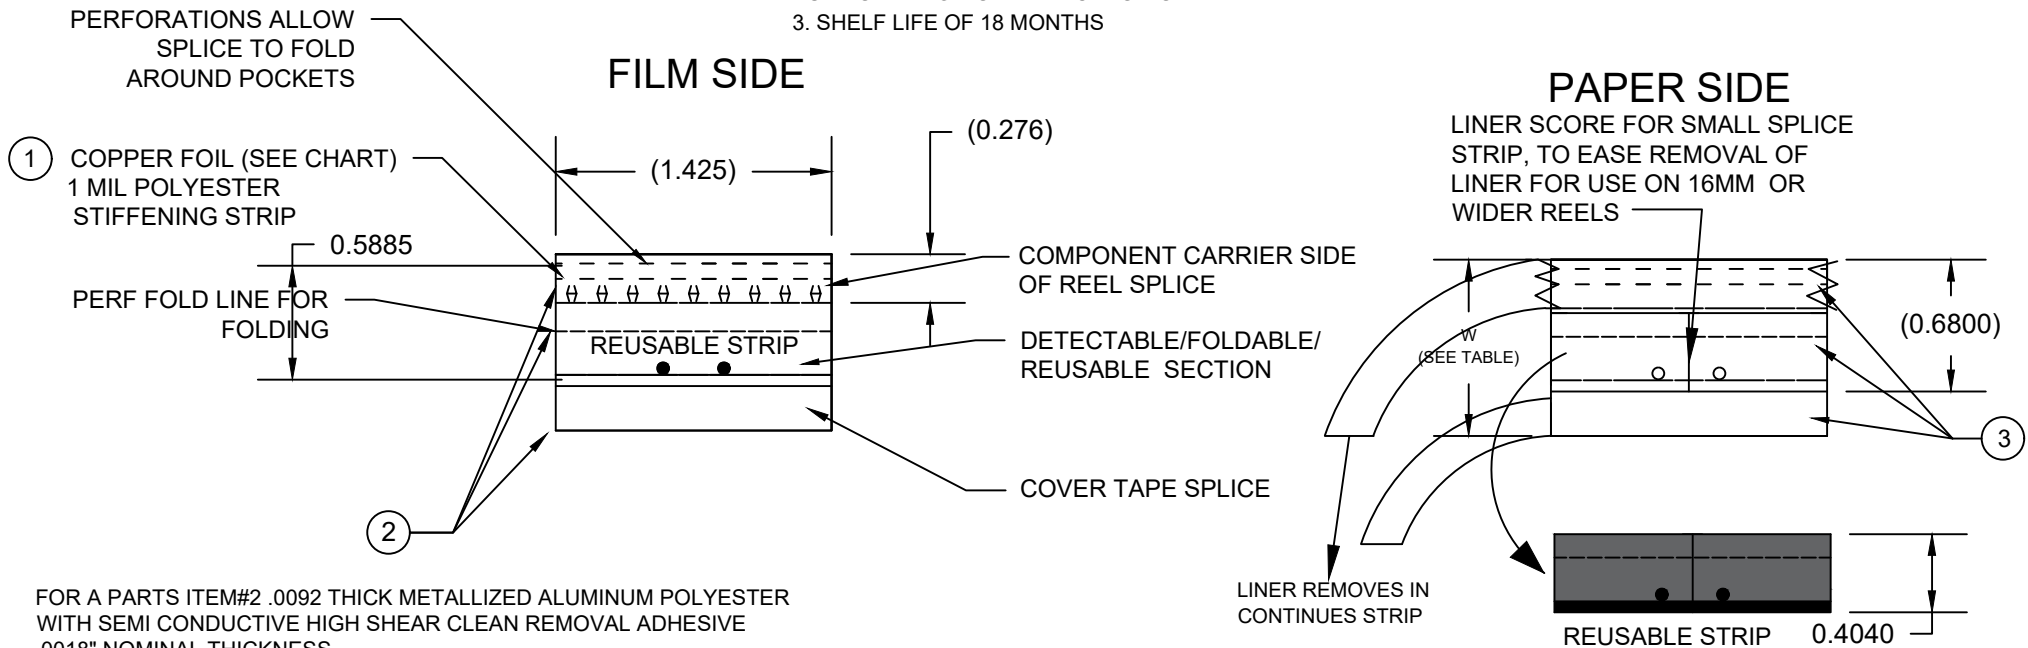 3. SHELF LIFE OF 18 MONTHS
PERFORATIONS ALLOW
SPLICE TO FOLD
AROUND POCKETS
FILM SIDE
1
COPPER FOIL (SEE CHART)
1 MIL POLYESTER
STIFFENING STRIP
(1.425)
(0.276)
0.5885
PERF FOLD LINE FOR
FOLDING
COMPONENT CARRIER SIDE
OF REEL SPLICE
REUSABLE STRIP
DETECTABLE/FOLDABLE/
REUSABLE SECTION
COVER TAPE SPLICE
2
FOR A PARTS ITEM#2 .0092 THICK METALLIZED ALUMINUM POLYESTER
WITH SEMI CONDUCTIVE HIGH SHEAR CLEAN REMOVAL ADHESIVE
.0018" NOMINAL THICKNESS
PAPER SIDE
LINER SCORE FOR SMALL SPLICE
STRIP, TO EASE REMOVAL OF
LINER FOR USE ON 16MM OR
WIDER REELS
W
(SEE TABLE)
(0.6800)
3
LINER REMOVES IN
CONTINUES STRIP
REUSABLE STRIP
0.4040